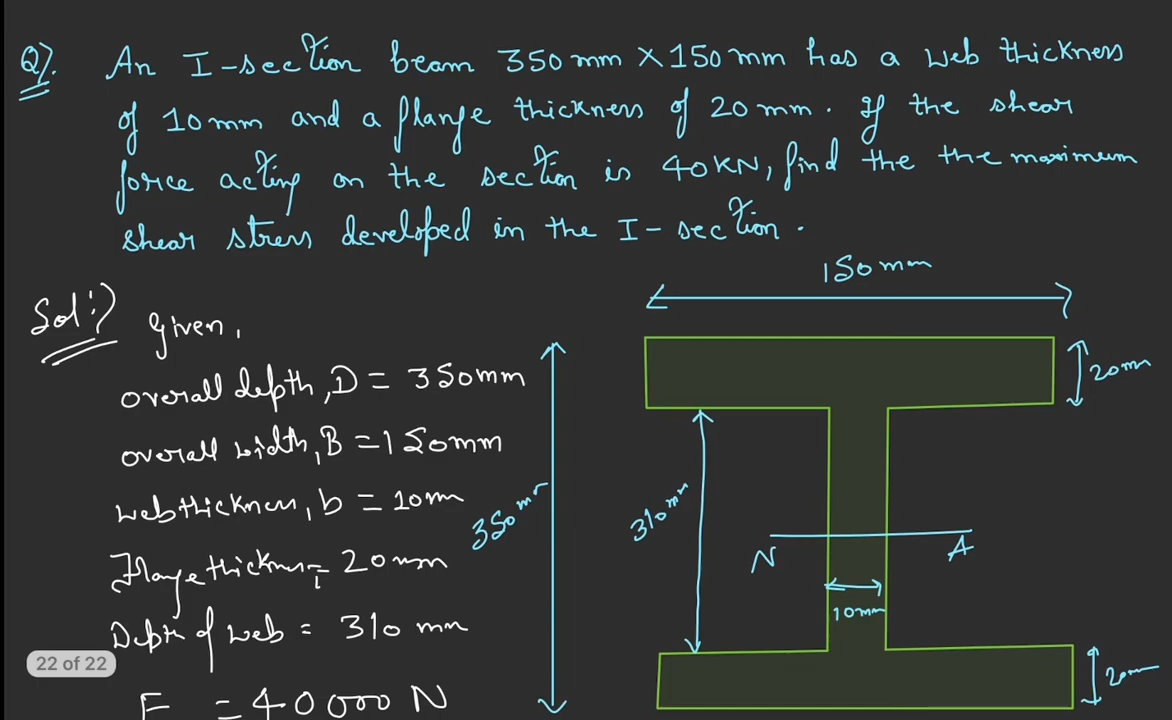 Q). An I-section beam 350 mm X 150 mm has a web thickness
of 10 mm and a flange thickness of 20 mm. If the shear
force acting on the section is 40 KN, find the the maximum
shear stress developed in the I-section.
150 mm
Sol:)
Given,
overall depth, D = 350mm
20mm
overall width, B = 150mm
web thickness, b = 10mm
350mm
310mm
N A
Flange thickness = 20mm
10mm
Depth of web = 310 mm
22 of 22
20mm
F = 40000 N